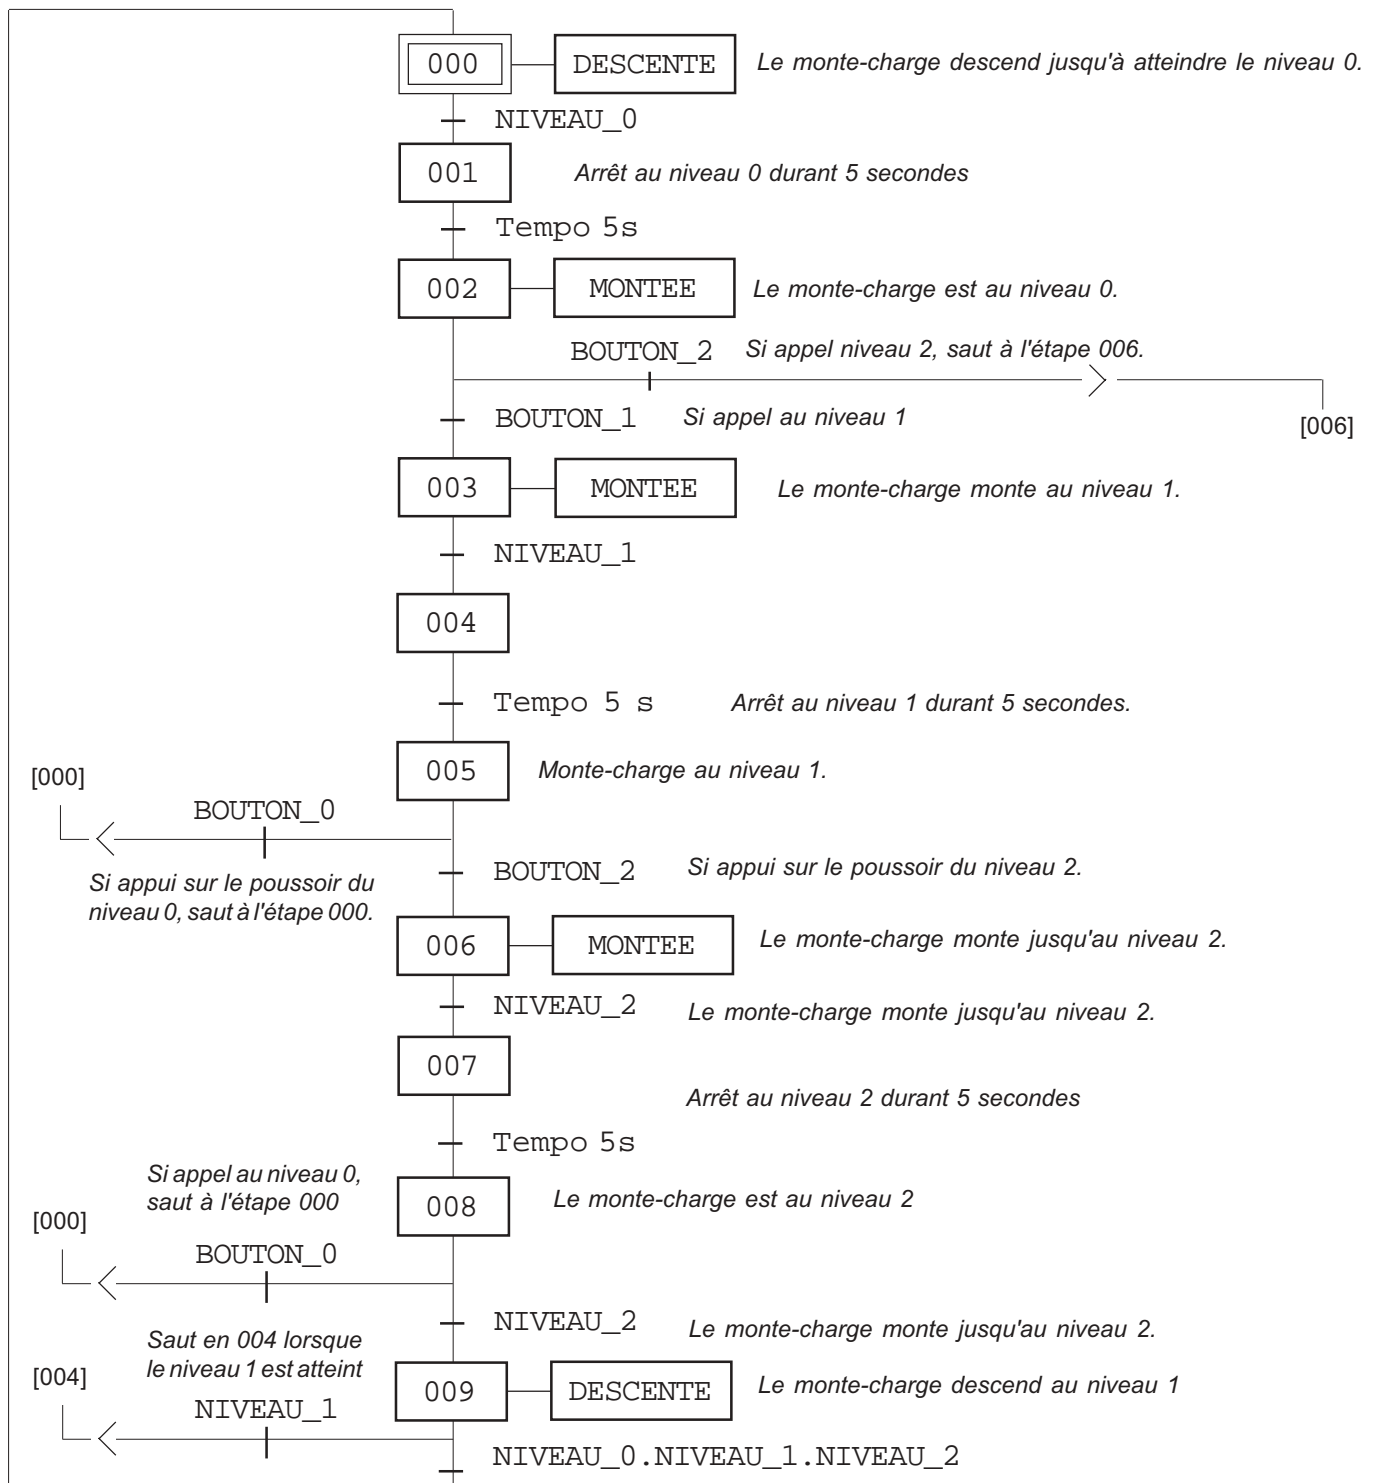 000
DESCENTE
Le monte-charge descend jusqu'à atteindre le niveau 0.
NIVEAU_0
001
Arrêt au niveau 0 durant 5 secondes
Tempo 5s
002
MONTEE
Le monte-charge est au niveau 0.
BOUTON_2
Si appel niveau 2, saut à l'étape 006.
BOUTON_1
Si appel au niveau 1
[006]
003
MONTEE
Le monte-charge monte au niveau 1.
NIVEAU_1
004
Tempo 5 s
Arrêt au niveau 1 durant 5 secondes.
005
Monte-charge au niveau 1.
[000]
BOUTON_0
Si appui sur le poussoir du
niveau 0, saut à l'étape 000.
BOUTON_2
Si appui sur le poussoir du niveau 2.
006
MONTEE
Le monte-charge monte jusqu'au niveau 2.
NIVEAU_2
Le monte-charge monte jusqu'au niveau 2.
007
Arrêt au niveau 2 durant 5 secondes
Tempo 5s
Si appel au niveau 0,
saut à l'étape 000
008
Le monte-charge est au niveau 2
[000]
BOUTON_0
NIVEAU_2
Le monte-charge monte jusqu'au niveau 2.
Saut en 004 lorsque
le niveau 1 est atteint
[004]
009
DESCENTE
Le monte-charge descend au niveau 1
NIVEAU_1
NIVEAU_0.NIVEAU_1.NIVEAU_2